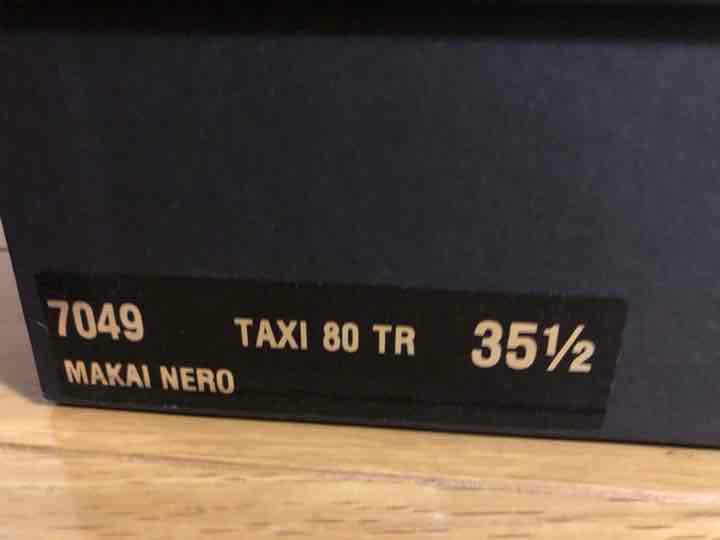 7049 TAXI 80 TR 35½
MAKAI NERO